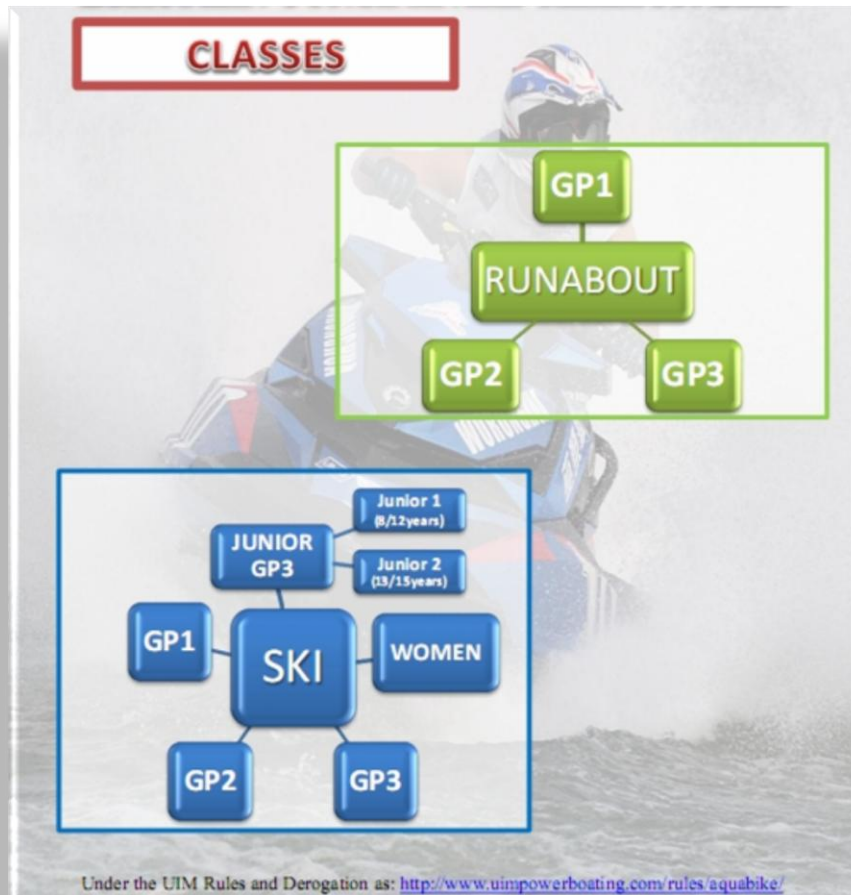 CLASSES
GP1
RUNABOUT
GP2
GP3
Junior 1
(8/12years)
JUNIOR
GP3
Junior 2
(13/15years)
GP1
SKI
WOMEN
GP2
GP3
Under the UIM Rules and Derogation as: http://www.uimpowerboating.com/rules/aquabike/